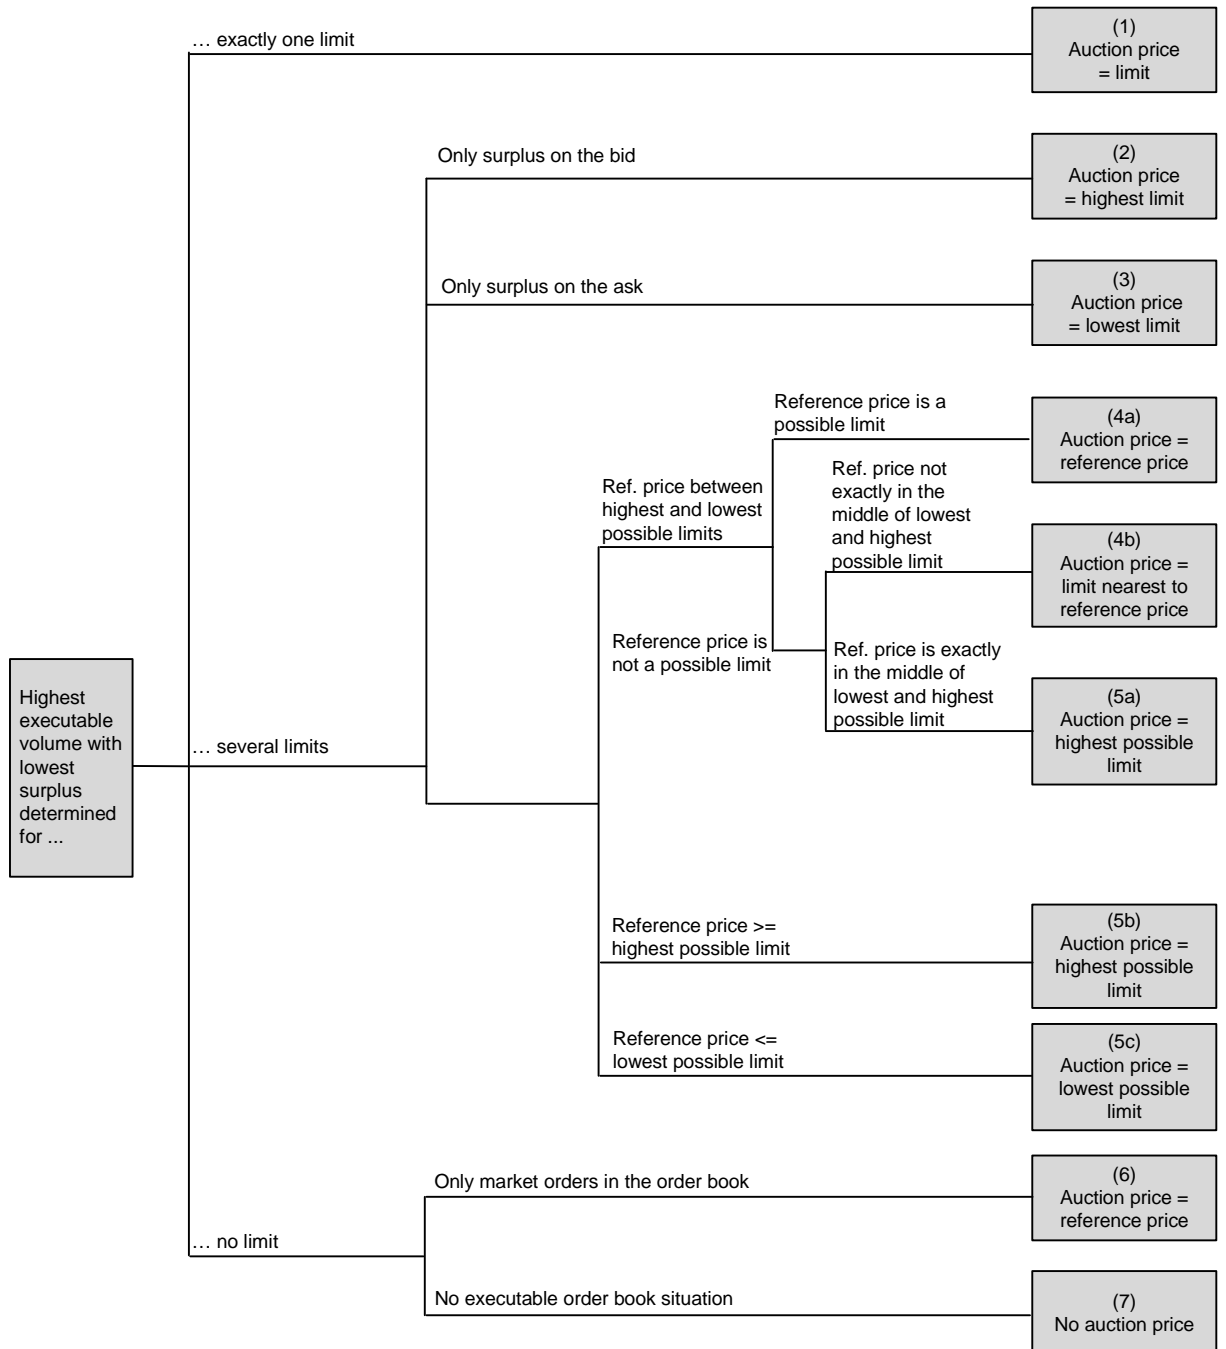 … exactly one limit
(1)
Auction price
= limit
Only surplus on the bid
(2)
Auction price
= highest limit
Only surplus on the ask
(3)
Auction price
= lowest limit
Reference price is a
possible limit
(4a)
Auction price =
reference price
Ref. price between
highest and lowest
possible limits
Ref. price not
exactly in the
middle of lowest
and highest
possible limit
(4b)
Auction price =
limit nearest to
reference price
Reference price is
not a possible limit
Ref. price is exactly
in the middle of
lowest and highest
possible limit
(5a)
Auction price =
highest possible
limit
Highest
executable
volume with
lowest
surplus
determined
for ...
… several limits
Reference price >=
highest possible limit
(5b)
Auction price =
highest possible
limit
Reference price <=
lowest possible limit
(5c)
Auction price =
lowest possible
limit
Only market orders in the order book
(6)
Auction price =
reference price
… no limit
No executable order book situation
(7)
No auction price